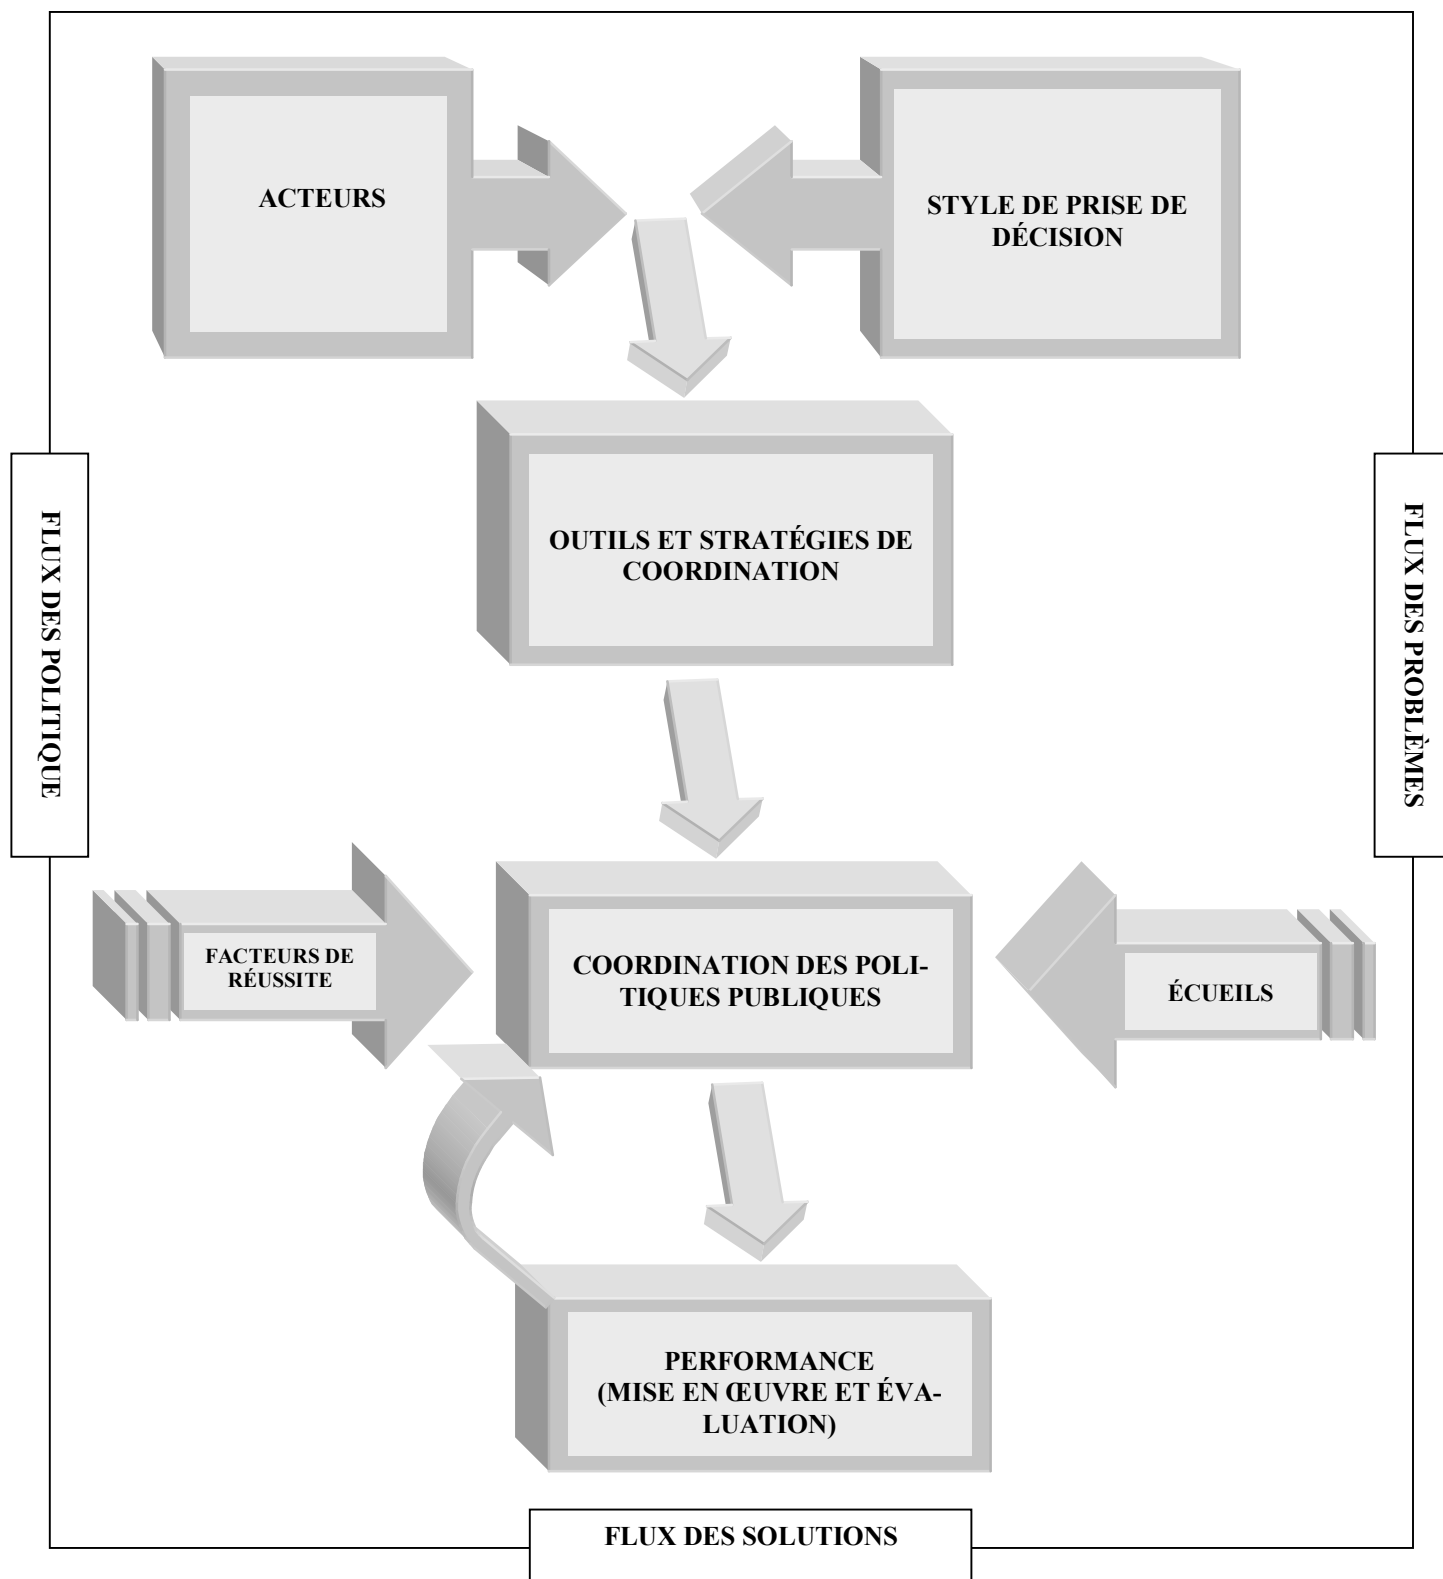 ACTEURS
STYLE DE PRISE DE
DÉCISION
OUTILS ET STRATÉGIES DE
COORDINATION
FLUX DES POLITIQUE
FLUX DES PROBLÈMES
FACTEURS DE
RÉUSSITE
COORDINATION DES POLI-
TIQUES PUBLIQUES
ÉCUEILS
PERFORMANCE
(MISE EN ŒUVRE ET ÉVA-
LUATION)
FLUX DES SOLUTIONS